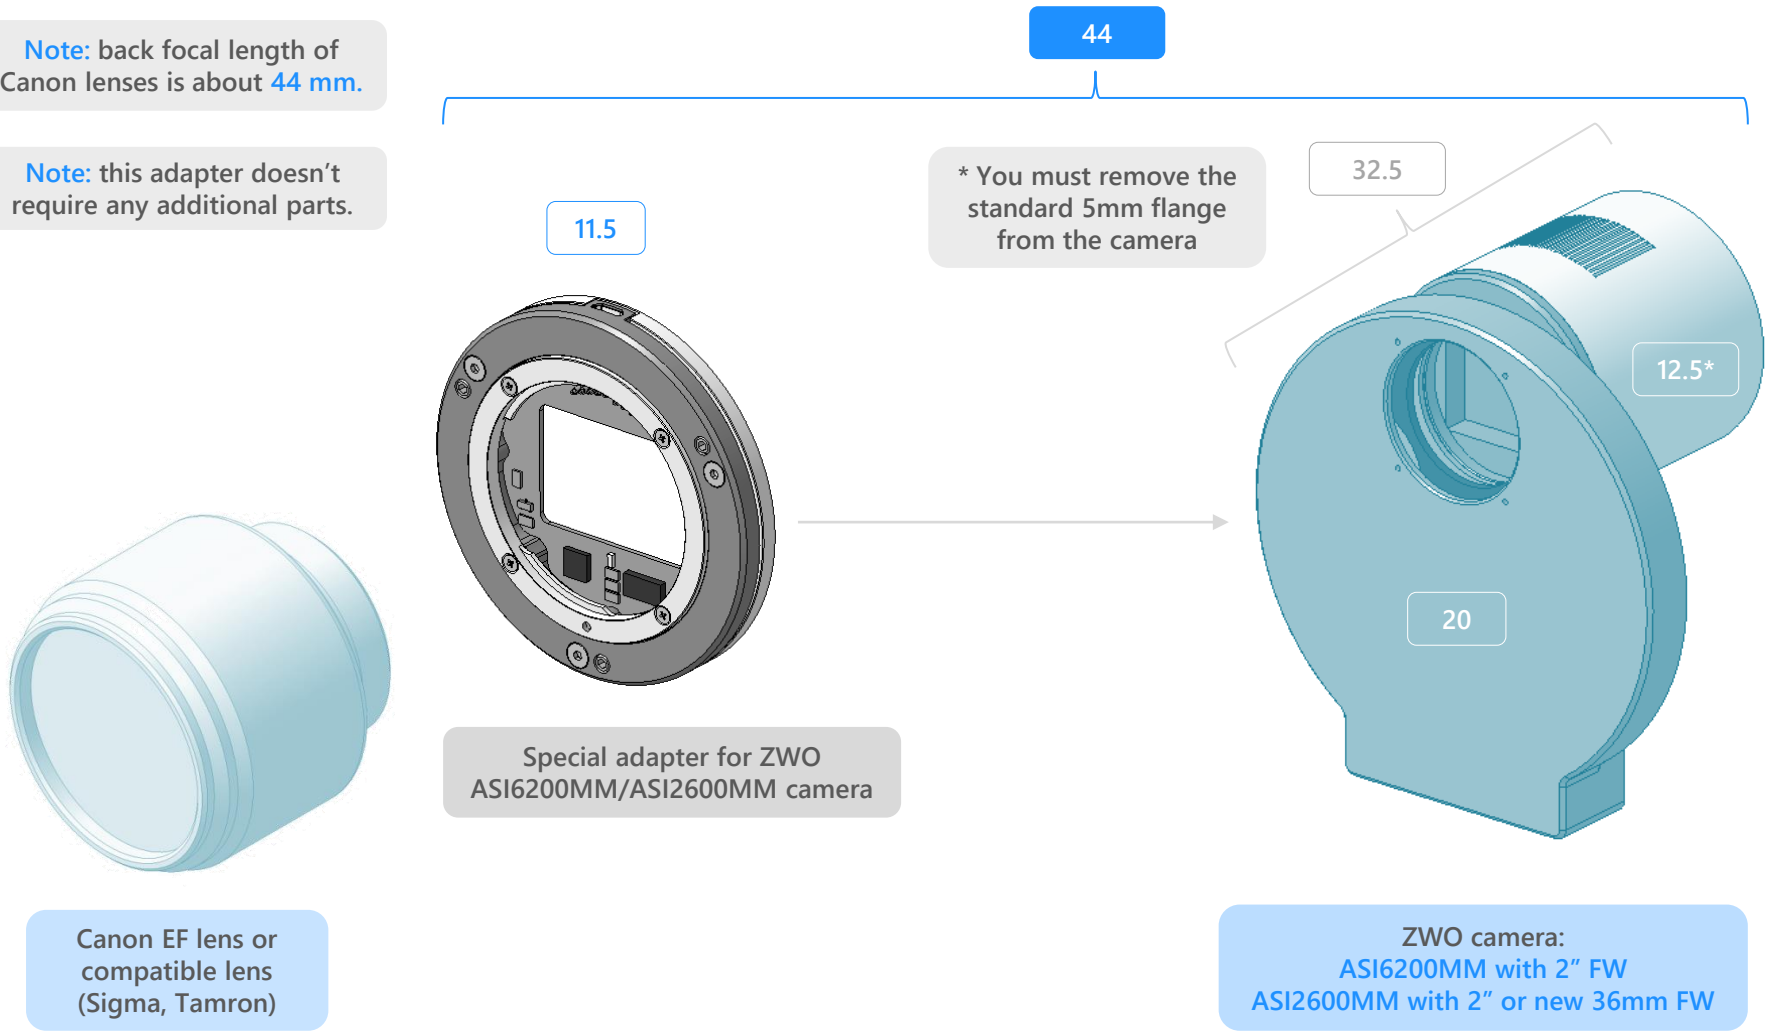 Note: back focal length of
Canon lenses is about 44 mm.
Note: this adapter doesn't
require any additional parts.
44
11.5
* You must remove the
standard 5mm flange
from the camera
32.5
12.5*
20
Special adapter for ZWO
ASI6200MM/ASI2600MM camera
Canon EF lens or
compatible lens
(Sigma, Tamron)
ZWO camera:
ASI6200MM with 2” FW
ASI2600MM with 2” or new 36mm FW